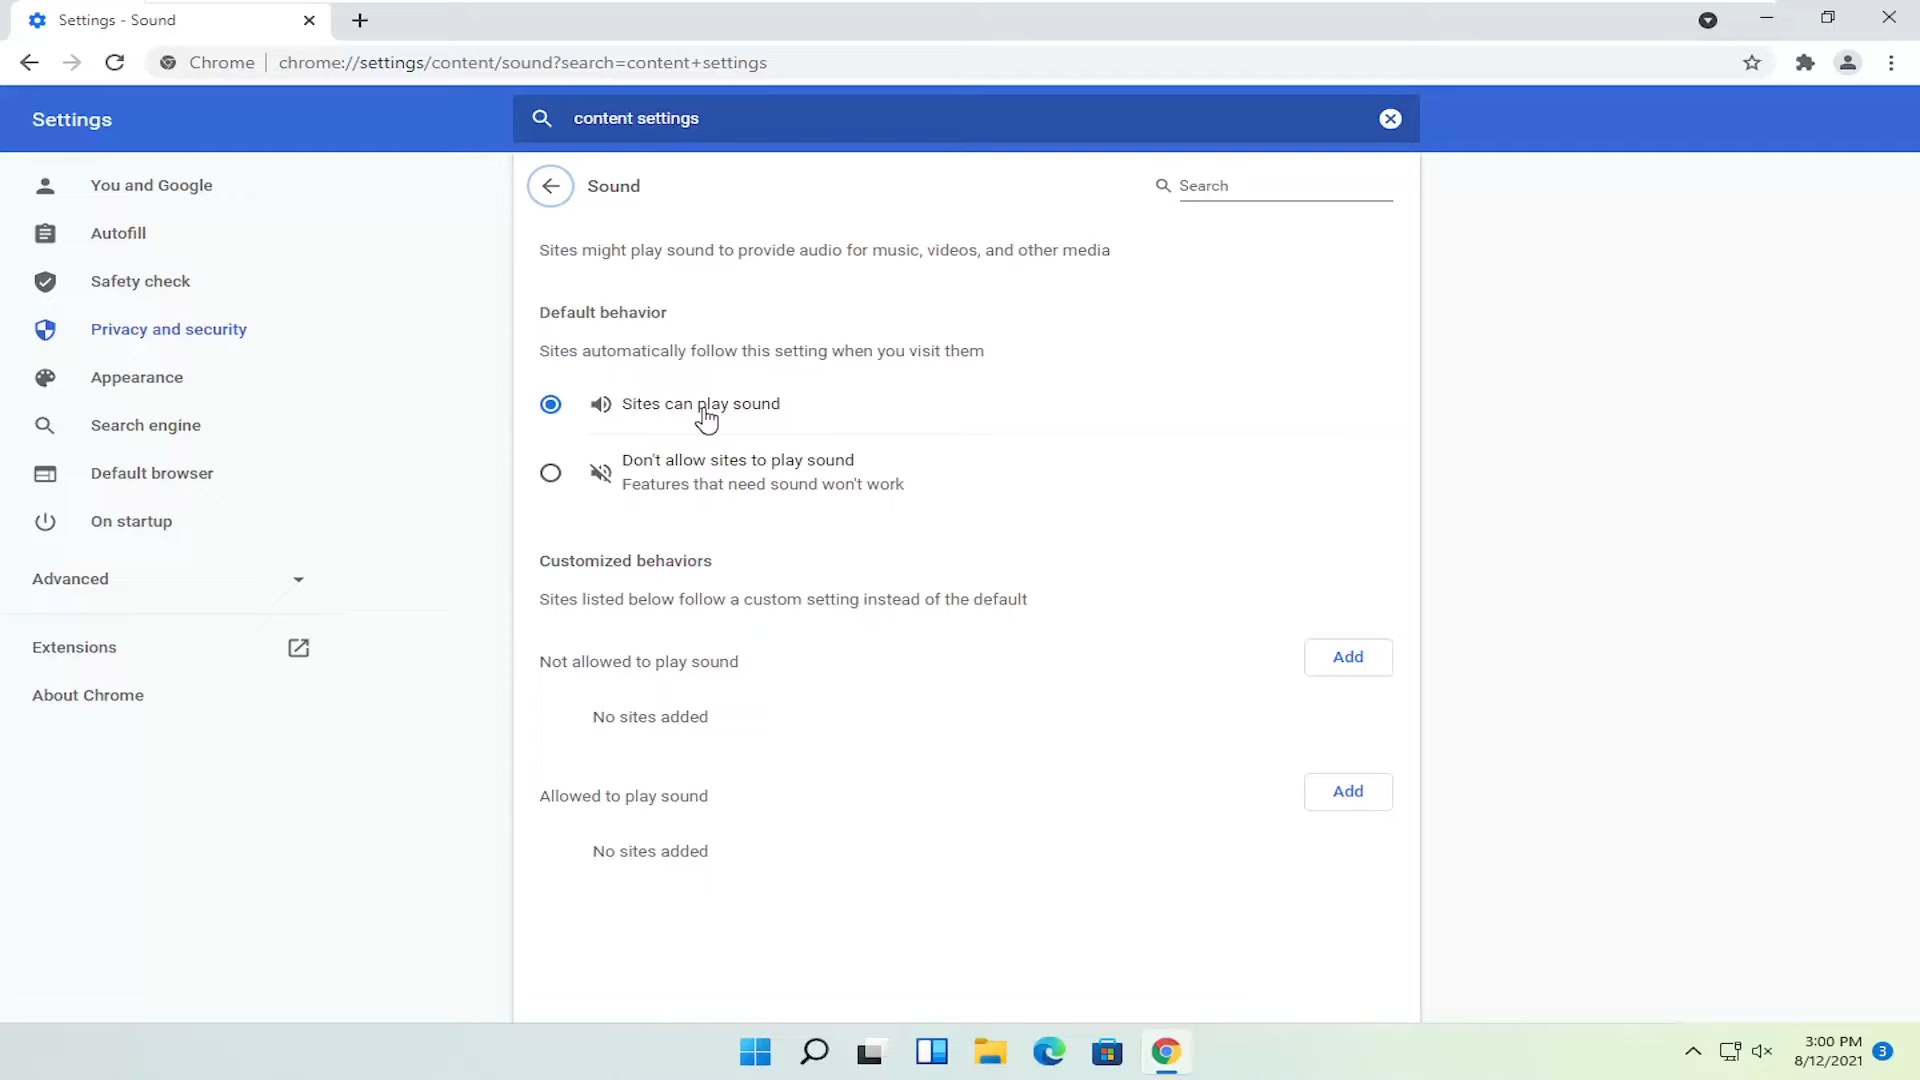 Settings - Sound
Chrome
chrome://settings/content/sound?search=content+settings
Settings
content settings
You and Google
Autofill
Safety check
Privacy and security
Appearance
Search engine
Default browser
On startup
Advanced
Extensions
About Chrome
Sound
Search
Sites might play sound to provide audio for music, videos, and other media
Default behavior
Sites automatically follow this setting when you visit them
Sites can play sound
Don't allow sites to play sound
Features that need sound won't work
Customized behaviors
Sites listed below follow a custom setting instead of the default
Not allowed to play sound
Add
No sites added
Allowed to play sound
Add
No sites added
3:00 PM
8/12/2021
3